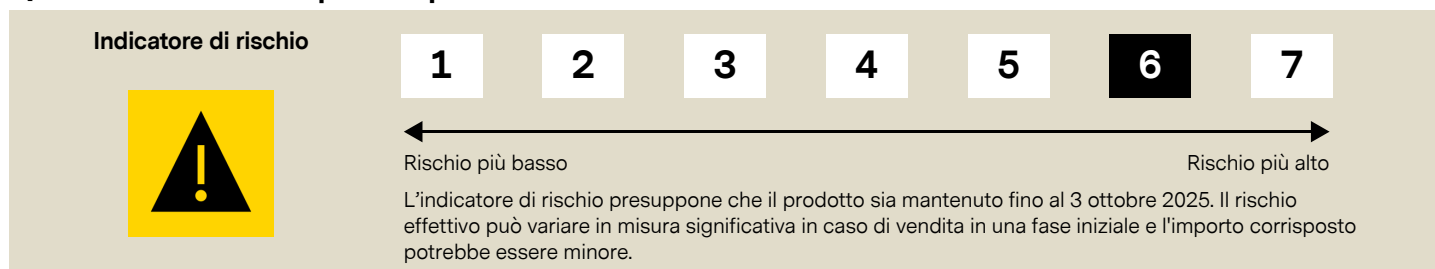 Indicatore di rischio
1 2 3 4 5 6 7
Rischio più basso Rischio più alto
L'indicatore di rischio presuppone che il prodotto sia mantenuto fino al 3 ottobre 2025. Il rischio
effettivo può variare in misura significativa in caso di vendita in una fase iniziale e l'importo corrisposto
potrebbe essere minore.